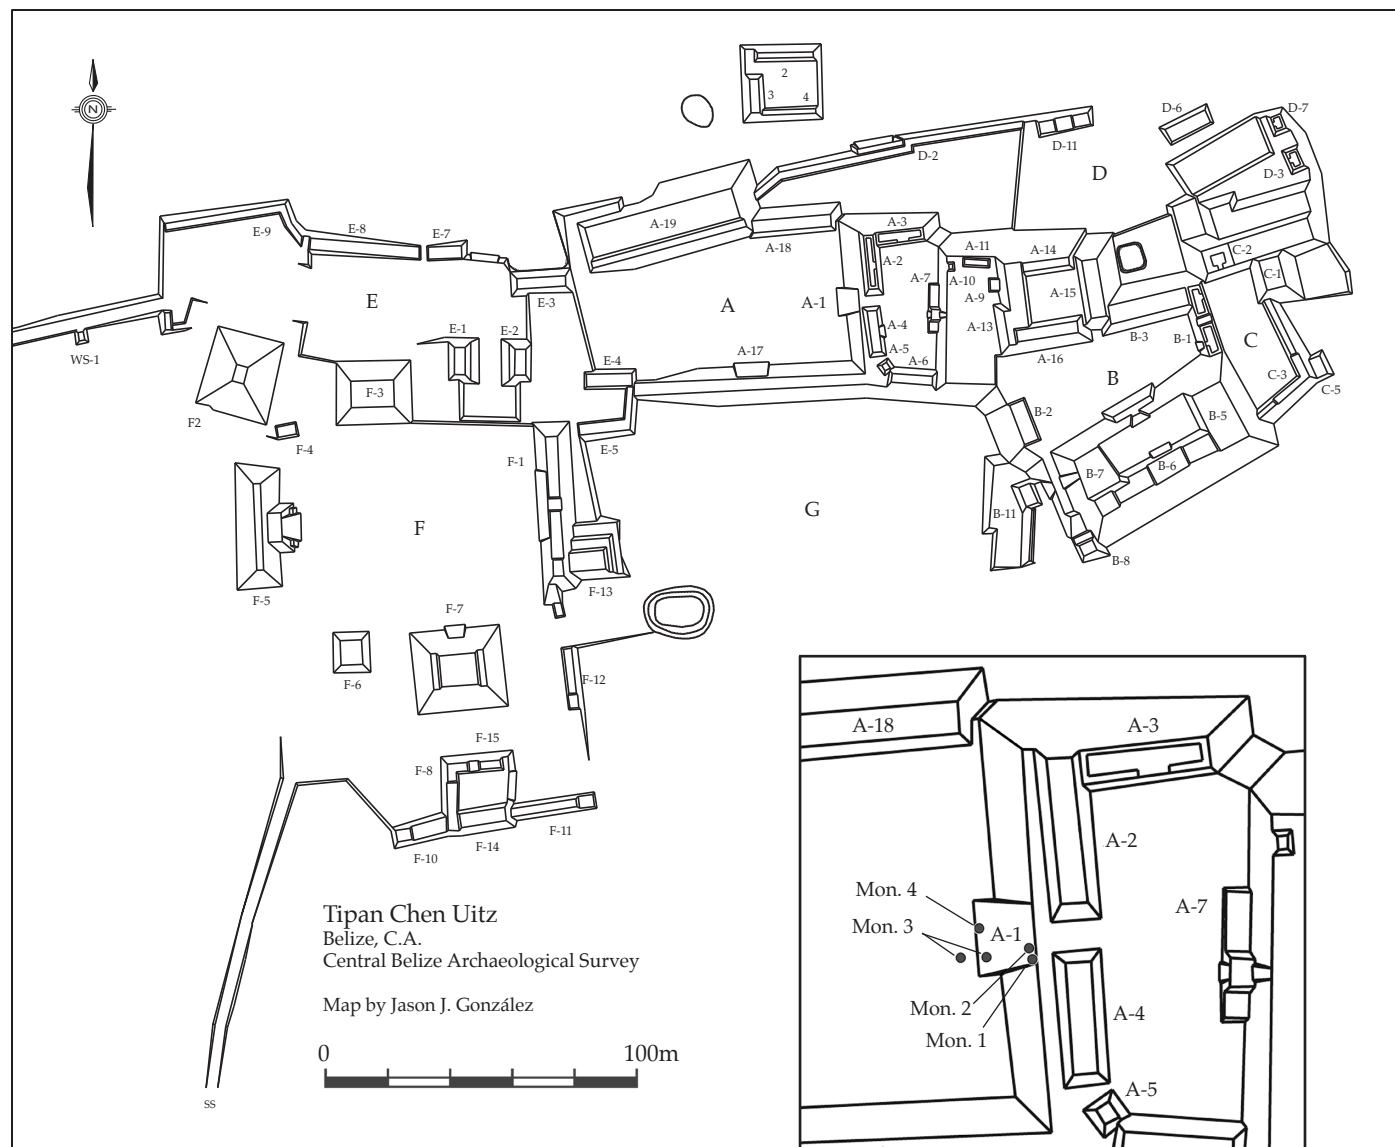 N
2
3 4
D-6
D-7
D-11
D-2
D-3
D
E-9
E-8
E-7
A-19
A-18
A-3
A-11
A-14
C-2
C-1
A-2
A-7
A-10
A-9
A-15
E
E-3
A
A-1
E-1
E-2
A-4
A-13
B-3
B-1
C
WS-1
A-17
A-5
A-6
A-16
E-4
B
C-3
C-5
F-3
F2
B-2
B-5
F-4
F-1
E-5
B-7
B-6
G
B-11
F
B-8
F-5
F-13
F-7
F-6
F-12
F-15
F-8
F-11
F-10
F-14
SS
Tipan Chen Uitz
Belize, C.A.
Central Belize Archaeological Survey
Map by Jason J. González
0 100m
A-18
A-3
A-2
Mon. 4
A-7
Mon. 3
A-1
Mon. 2
A-4
Mon. 1
A-5